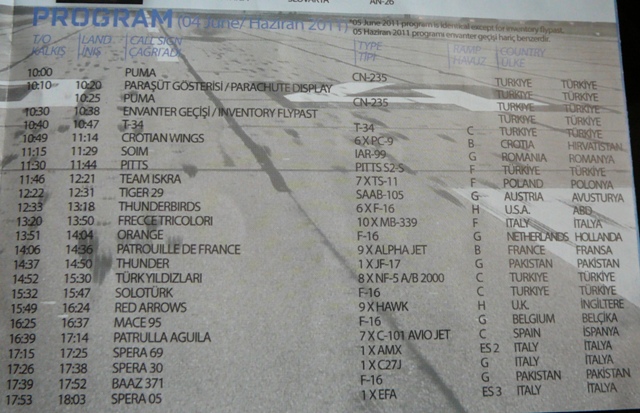 SLOVAKIA AN-26
PROGRAM (04 June/ Haziran 2011)
*05 June 2011 program is identical except for inventory flypast.
05 Haziran 2011 programı envanter geçişi hariç, benzerdir.
T/O LAND. CALL SIGN TYPE RAMP COUNTRY
KALKIŞ İNİŞ ÇAĞRI ADI TİPİ HAVUZ ÜLKE
10:00 PUMA CN-235 TURKIYE TÜRKİYE
10:10 10:20 PARAŞÜT GÖSTERİSİ / PARACHUTE DISPLAY TURKIYE TÜRKİYE
10:25 PUMA CN-235 TURKIYE TÜRKİYE
10:30 10:38 ENVANTER GEÇİŞİ / INVENTORY FLYPAST TURKIYE TÜRKİYE
10:40 10:47 T-34 T-34 C TURKIYE TÜRKİYE
10:49 11:14 CROTIAN WINGS 6 X PC-9 B CROTIA HIRVATİSTAN
11:15 11:29 SOIM IAR-99 G ROMANIA ROMANYA
11:30 11:44 PITTS PITTS S2-S F TURKIYE TÜRKİYE
11:46 12:21 TEAM ISKRA 7 X TS-11 F POLAND POLONYA
12:22 12:31 TIGER 29 SAAB-105 G AUSTRIA AVUSTURYA
12:33 13:18 THUNDERBIRDS 6 X F-16 H U.S.A. ABD
13:20 13:50 FRECCE TRICOLORI 10 X MB-339 F ITALY İTALYA
13:51 14:04 ORANGE F-16 G NETHERLANDS HOLLANDA
14:06 14:36 PATROUILLE DE FRANCE 9 X ALPHA JET B FRANCE FRANSA
14:37 14:50 THUNDER 1 X JF-17 G PAKISTAN PAKİSTAN
14:52 15:30 TÜRK YILDIZLARI 8 X NF-5 A/B 2000 C TURKIYE TÜRKİYE
15:32 15:47 SOLOTÜRK F-16 C TURKIYE TÜRKİYE
15:49 16:24 RED ARROWS 9 X HAWK H U.K. İNGİLTERE
16:25 16:37 MACE 95 F-16 G BELGIUM BELÇİKA
16:39 17:14 PATRULLA AGUILA 7 X C-101 AVIO JET C SPAIN İSPANYA
17:15 17:25 SPERA 69 1 X AMX ES 2 ITALY İTALYA
17:26 17:38 SPERA 30 1 X C27J G ITALY İTALYA
17:39 17:52 BAAZ 371 F-16 G PAKISTAN PAKİSTAN
17:53 18:03 SPERA 05 1 X EFA ES 3 ITALY İTALYA